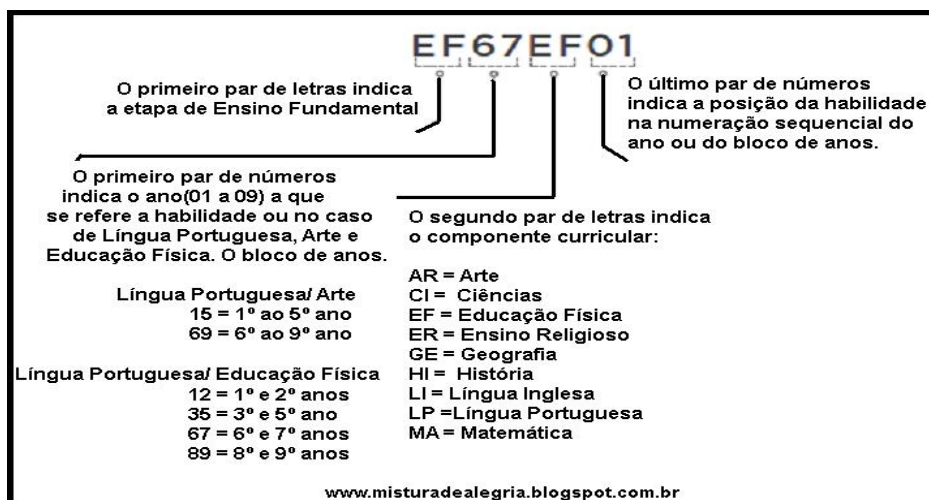 EF67EF01
O primeiro par de letras indica
a etapa de Ensino Fundamental
O último par de números
indica a posição da habilidade
na numeração sequencial do
ano ou do bloco de anos.
O primeiro par de números
indica o ano(01 a 09) a que
se refere a habilidade ou no caso
de Língua Portuguesa, Arte e
Educação Física. O bloco de anos.
Língua Portuguesa/ Arte
15 = 1º ao 5º ano
69 = 6º ao 9º ano
Língua Portuguesa/ Educação Física
12 = 1º e 2º anos
35 = 3º e 5º ano
67 = 6º e 7º anos
89 = 8º e 9º anos
O segundo par de letras indica
o componente curricular:
AR = Arte
CI = Ciências
EF = Educação Física
ER = Ensino Religioso
GE = Geografia
HI = História
LI = Língua Inglesa
LP =Língua Portuguesa
MA = Matemática
www.misturadealegria.blogspot.com.br